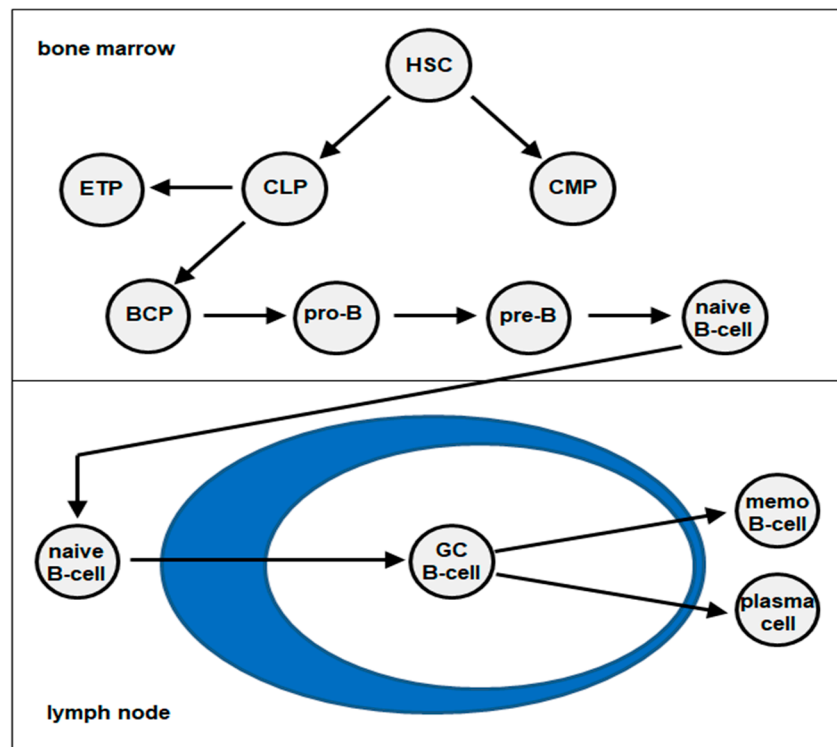 bone marrow
HSC
ETP
CLP
CMP
BCP
pro-B
pre-B
naive
B-cell
naive
B-cell
GC
B-cell
memo
B-cell
plasma
cell
lymph node